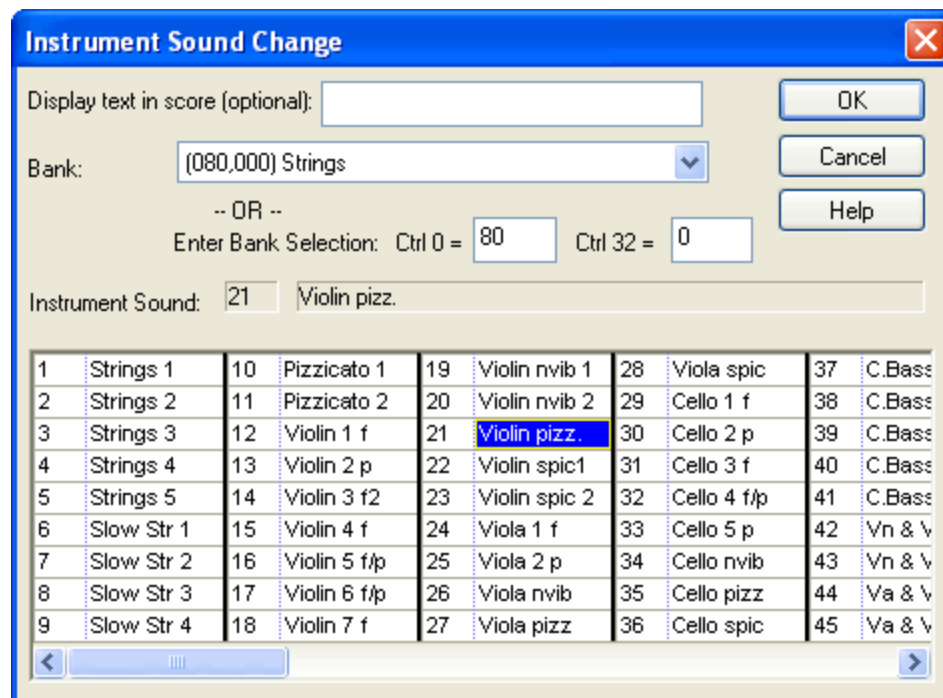 Instrument Sound Change
Display text in score (optional): OK
Bank: (080,000) Strings Cancel
-- OR -- Help
Enter Bank Selection: Ctrl 0 = 80 Ctrl 32 = 0
Instrument Sound: 21 Violin pizz.
1 Strings 1 10 Pizzicato 1 19 Violin nvib 1 28 Viola spic 37 C.Bass
2 Strings 2 11 Pizzicato 2 20 Violin nvib 2 29 Cello 1 f 38 C.Bass
3 Strings 3 12 Violin 1 f 21 Violin pizz. 30 Cello 2 p 39 C.Bass
4 Strings 4 13 Violin 2 p 22 Violin spic1 31 Cello 3 f 40 C.Bass
5 Strings 5 14 Violin 3 f2 23 Violin spic 2 32 Cello 4 f/p 41 C.Bass
6 Slow Str 1 15 Violin 4 f 24 Viola 1 f 33 Cello 5 p 42 Vn & V
7 Slow Str 2 16 Violin 5 f/p 25 Viola 2 p 34 Cello nvib 43 Vn & V
8 Slow Str 3 17 Violin 6 f/p 26 Viola nvib 35 Cello pizz 44 Va & V
9 Slow Str 4 18 Violin 7 f 27 Viola pizz 36 Cello spic 45 Va & V